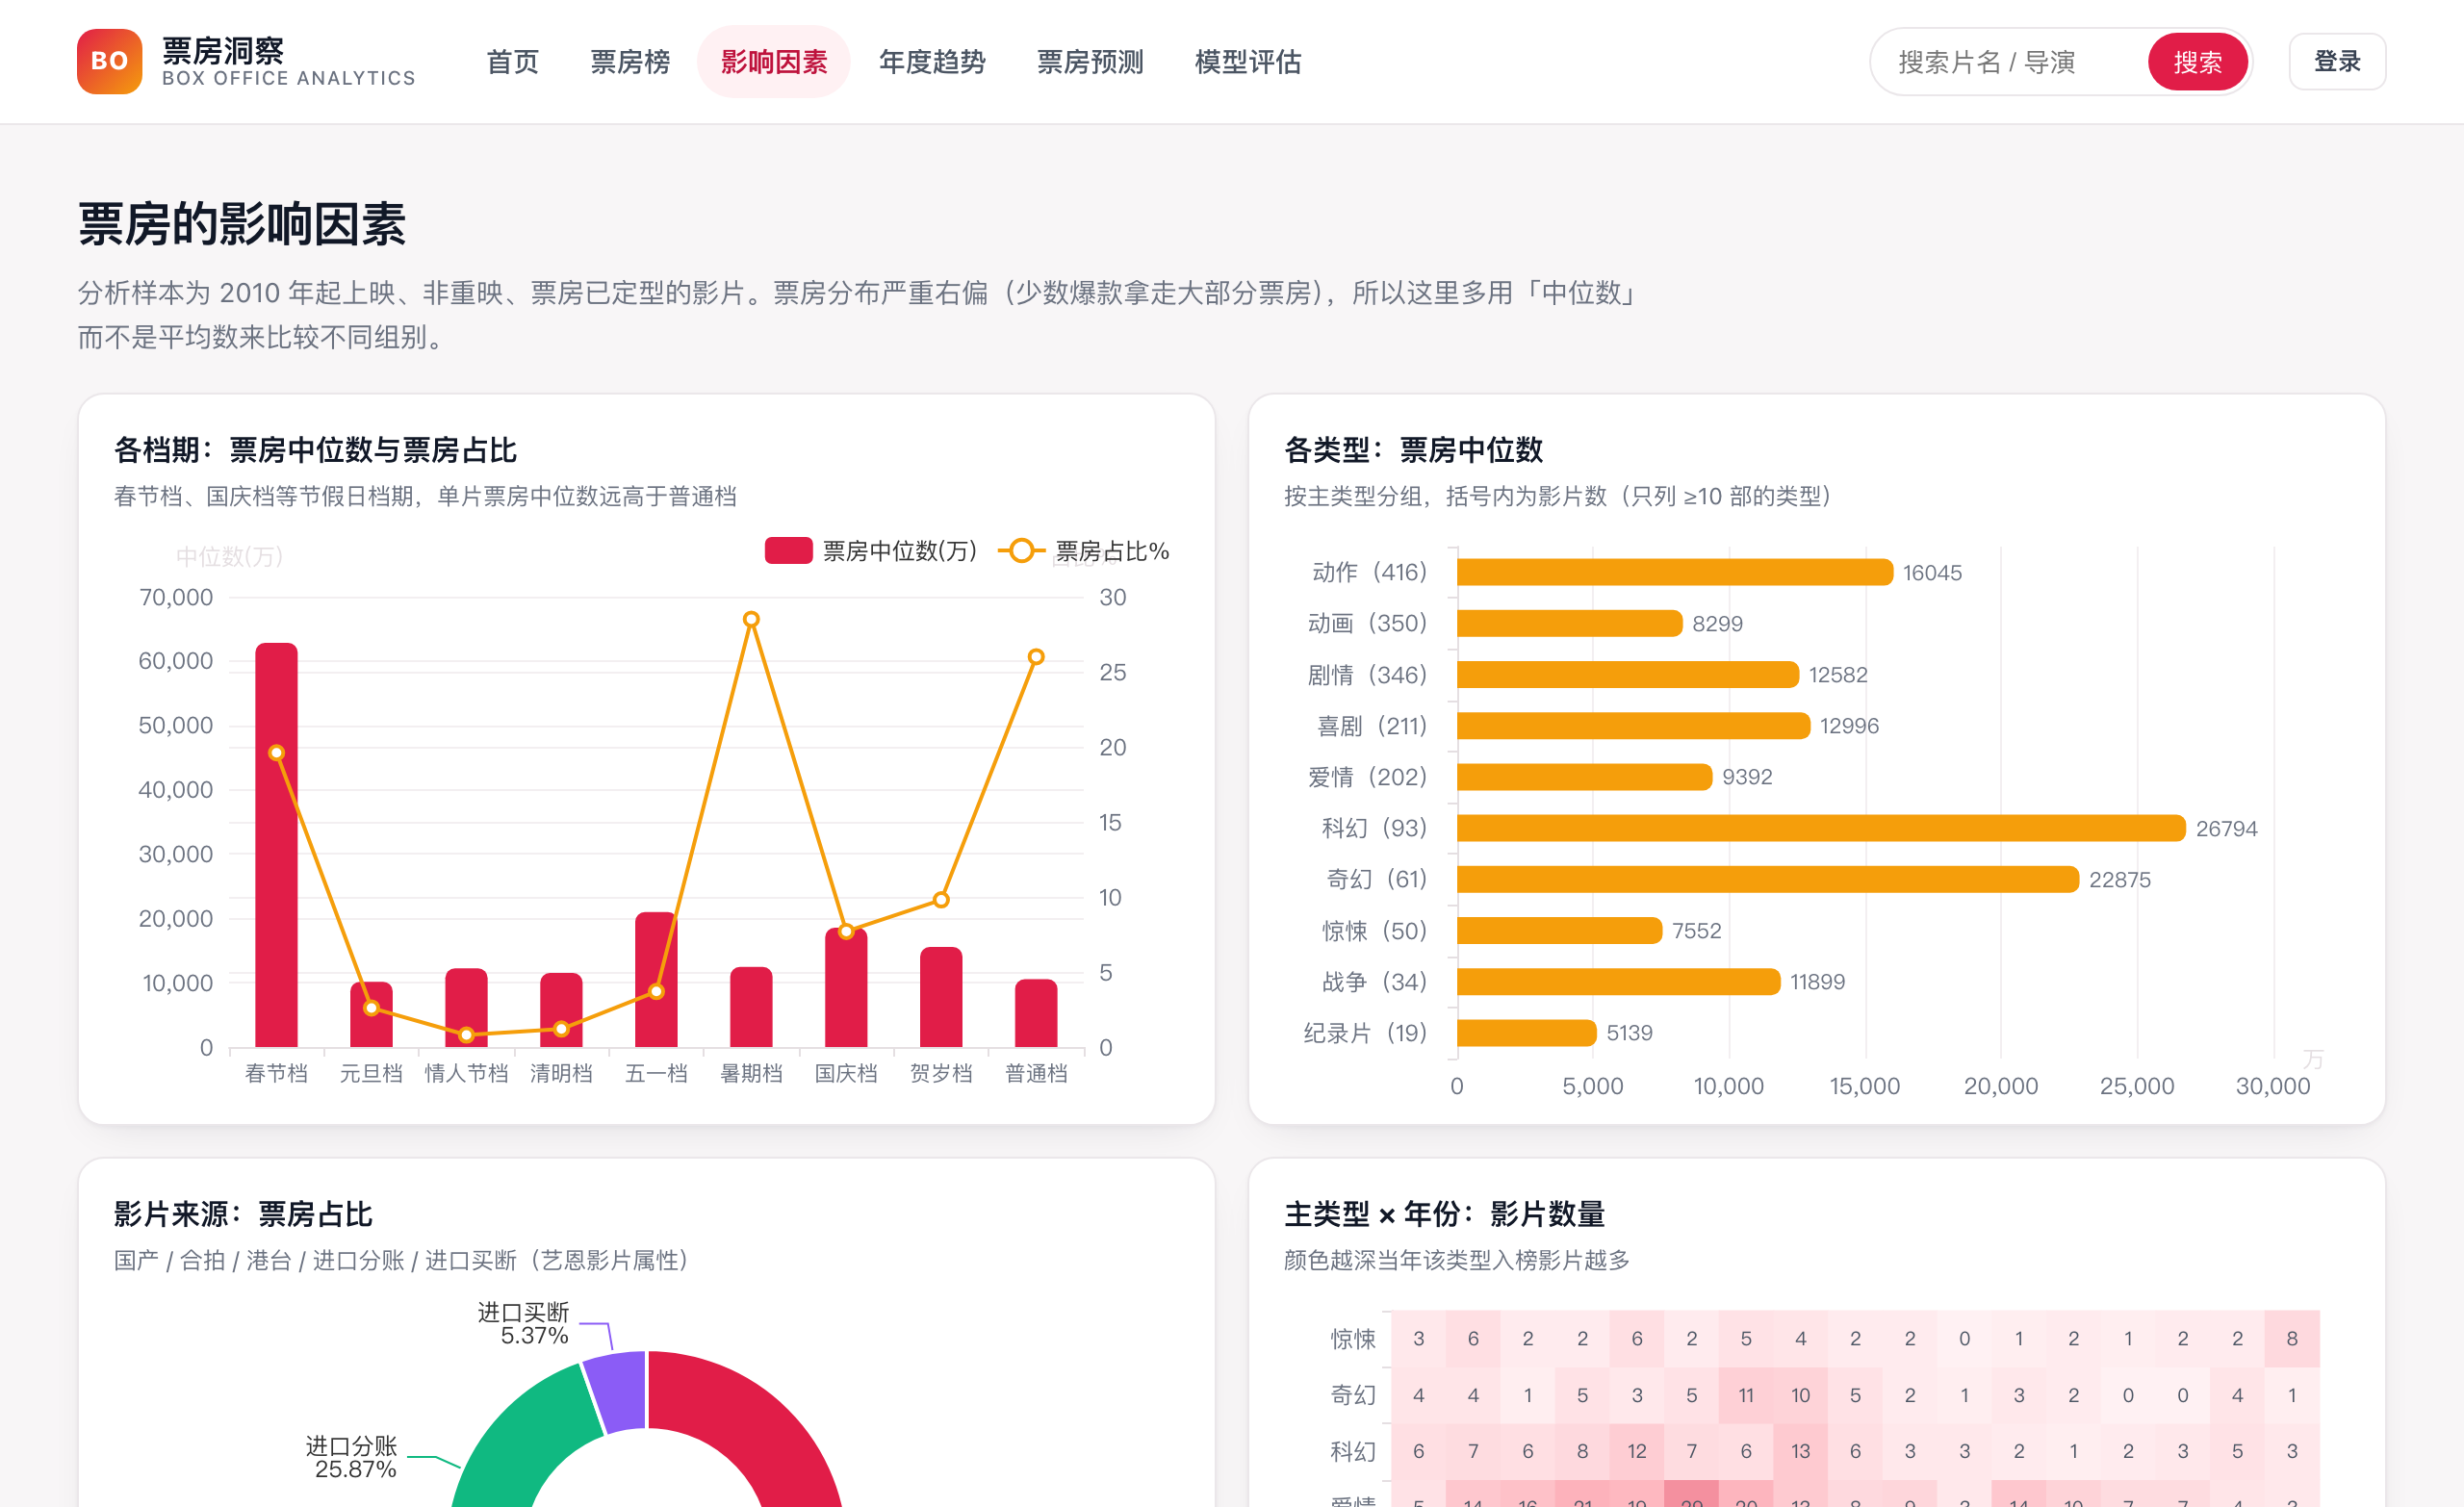 BO
票房洞察
BOX OFFICE ANALYTICS
首页
票房榜
影响因素
年度趋势
票房预测
模型评估
搜索片名 / 导演
搜索
登录
票房的影响因素
分析样本为 2010 年起上映、非重映、票房已定型的影片。票房分布严重右偏（少数爆款拿走大部分票房），所以这里多用「中位数」
而不是平均数来比较不同组别。
各档期：票房中位数与票房占比
春节档、国庆档等节假日档期，单片票房中位数远高于普通档
中位数(万)
票房中位数(万)
票房占比%
70,000
60,000
50,000
40,000
30,000
20,000
10,000
0
30
25
20
15
10
5
0
春节档
元旦档
情人节档
清明档
五一档
暑期档
国庆档
贺岁档
普通档
各类型：票房中位数
按主类型分组，括号内为影片数（只列 ≥10 部的类型）
动作（416） 16045
动画（350） 8299
剧情（346） 12582
喜剧（211） 12996
爱情（202） 9392
科幻（93） 26794
奇幻（61） 22875
惊悚（50） 7552
战争（34） 11899
纪录片（19） 5139
万
0 5,000 10,000 15,000 20,000 25,000 30,000
影片来源：票房占比
国产 / 合拍 / 港台 / 进口分账 / 进口买断（艺恩影片属性）
进口买断
5.37%
进口分账
25.87%
主类型 × 年份：影片数量
颜色越深当年该类型入榜影片越多
惊悚 3 6 2 2 6 2 5 4 2 2 0 1 2 1 2 2 8
奇幻 4 4 1 5 3 5 11 10 5 2 1 3 2 0 0 4 1
科幻 6 7 6 8 12 7 6 13 6 3 3 2 1 2 3 5 3